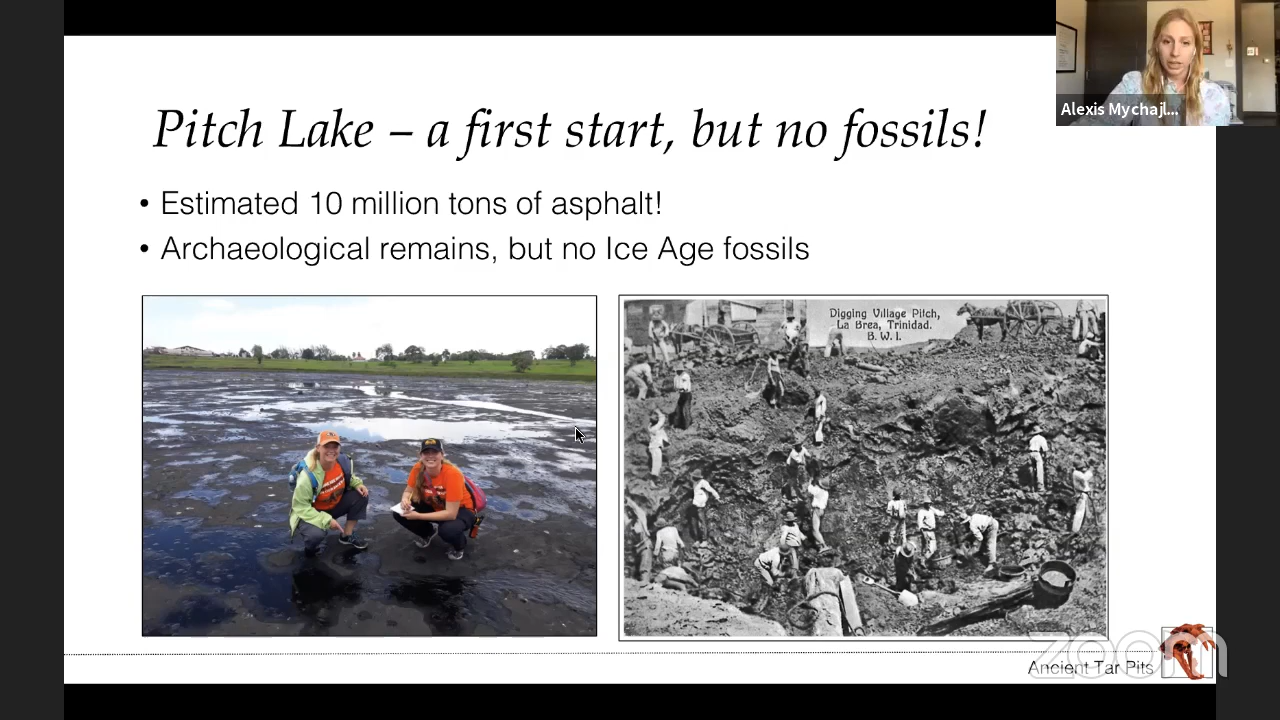 Alexis Mychajl...
Pitch Lake – a first start, but no fossils!
• Estimated 10 million tons of asphalt!
• Archaeological remains, but no Ice Age fossils
Digging Village Pitch,
La Brea, Trinidad.
B. W. I.
zoom
Ancient Tar Pits